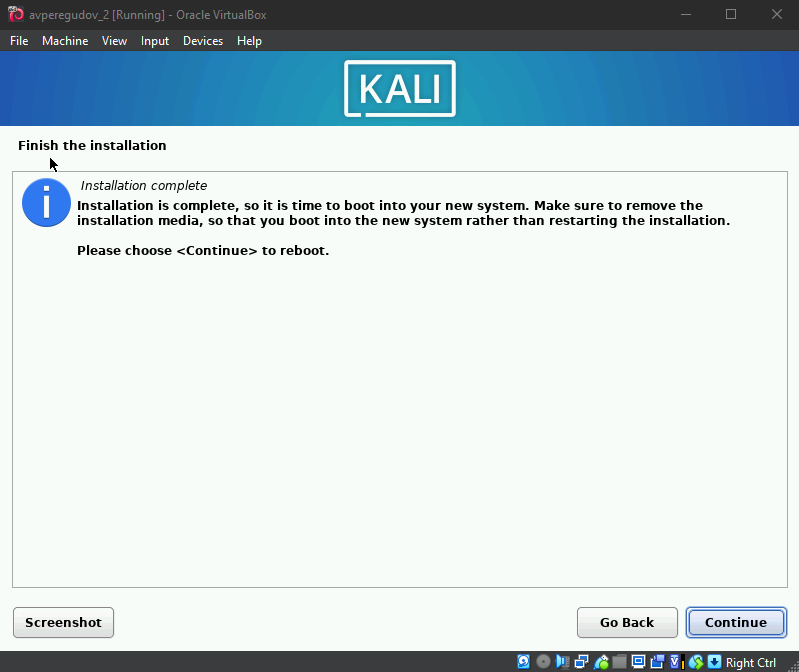 avperegudov_2 [Running] - Oracle VirtualBox
File Machine View Input Devices Help
KALI
Finish the installation
Installation complete
Installation is complete, so it is time to boot into your new system. Make sure to remove the
installation media, so that you boot into the new system rather than restarting the installation.
Please choose <Continue> to reboot.
Screenshot
Go Back
Continue
Right Ctrl